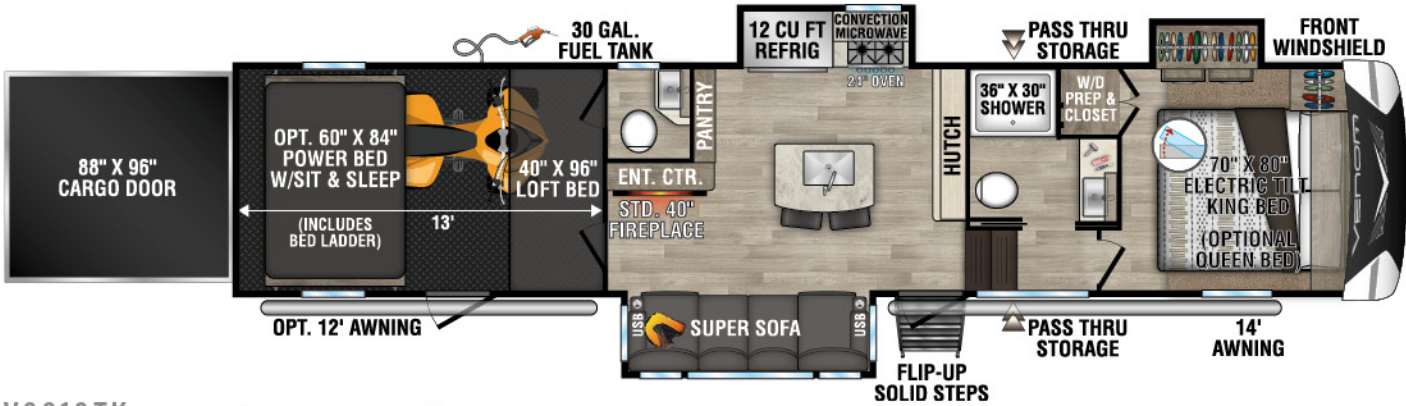 30 GAL.
FUEL TANK
12 CU FT
REFRIG
CONVECTION
MICROWAVE
24" OVEN
PASS THRU
STORAGE
FRONT
WINDSHIELD
88" X 96"
CARGO DOOR
OPT. 60" X 84"
POWER BED
W/SIT & SLEEP
(INCLUDES
BED LADDER)
13'
40" X 96"
LOFT BED
PANTRY
ENT. CTR.
STD. 40"
FIREPLACE
HUTCH
36" X 30"
SHOWER
W/D
PREP &
CLOSET
70" X 80"
ELECTRIC TILT
KING BED
(OPTIONAL
QUEEN BED)
VENOM
OPT. 12' AWNING
USB
SUPER SOFA
USB
FLIP-UP
SOLID STEPS
PASS THRU
STORAGE
14'
AWNING